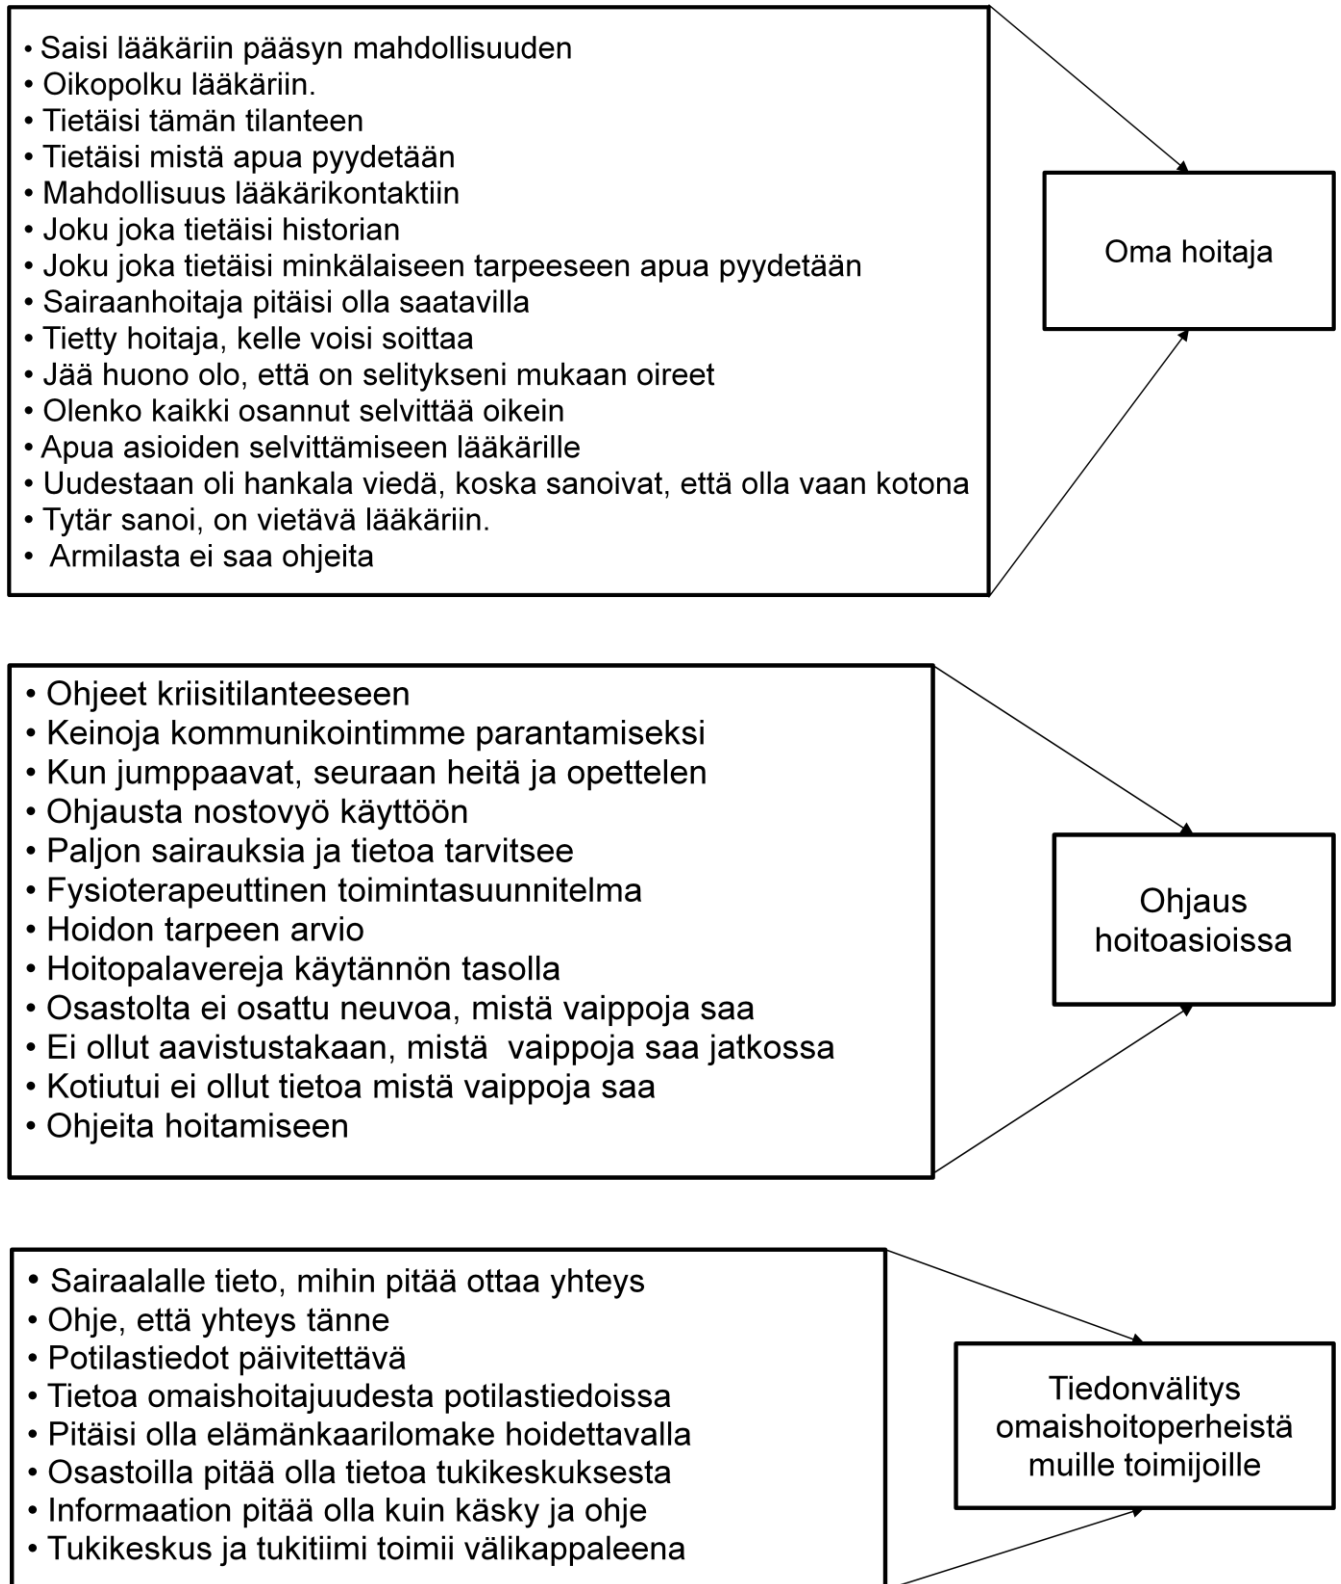 • Saisi lääkäriin pääsyn mahdollisuuden
• Oikopolku lääkäriin.
• Tietäisi tämän tilanteen
• Tietäisi mistä apua pyydetään
• Mahdollisuus lääkärikontaktiin
• Joku joka tietäisi historian
• Joku joka tietäisi minkälaiseen tarpeeseen apua pyydetään
• Sairaanhoitaja pitäisi olla saatavilla
• Tietty hoitaja, kelle voisi soittaa
• Jää huono olo, että on selitykseni mukaan oireet
• Olenko kaikki osannut selvittää oikein
• Apua asioiden selvittämiseen lääkärille
• Uudestaan oli hankala viedä, koska sanoivat, että olla vaan kotona
• Tytär sanoi, on vietävä lääkäriin.
• Armilasta ei saa ohjeita
Oma hoitaja
• Ohjeet kriisitilanteeseen
• Keinoja kommunikointimme parantamiseksi
• Kun jumppaavat, seuraan heitä ja opettelen
• Ohjausta nostovyö käyttöön
• Paljon sairauksia ja tietoa tarvitsee
• Fysioterapeuttinen toimintasuunnitelma
• Hoidon tarpeen arvio
• Hoitopalavereja käytännön tasolla
• Osastolta ei osattu neuvoa, mistä vaippoja saa
• Ei ollut aavistustakaan, mistä  vaippoja saa jatkossa
• Kotiutui ei ollut tietoa mistä vaippoja saa
• Ohjeita hoitamiseen
Ohjaus
hoitoasioissa
• Sairaalalle tieto, mihin pitää ottaa yhteys
• Ohje, että yhteys tänne
• Potilastiedot päivitettävä
• Tietoa omaishoitajuudesta potilastiedoissa
• Pitäisi olla elämänkaarilomake hoidettavalla
• Osastoilla pitää olla tietoa tukikeskuksesta
• Informaation pitää olla kuin käsky ja ohje
• Tukikeskus ja tukitiimi toimii välikappaleena
Tiedonvälitys
omaishoitoperheistä
muille toimijoille